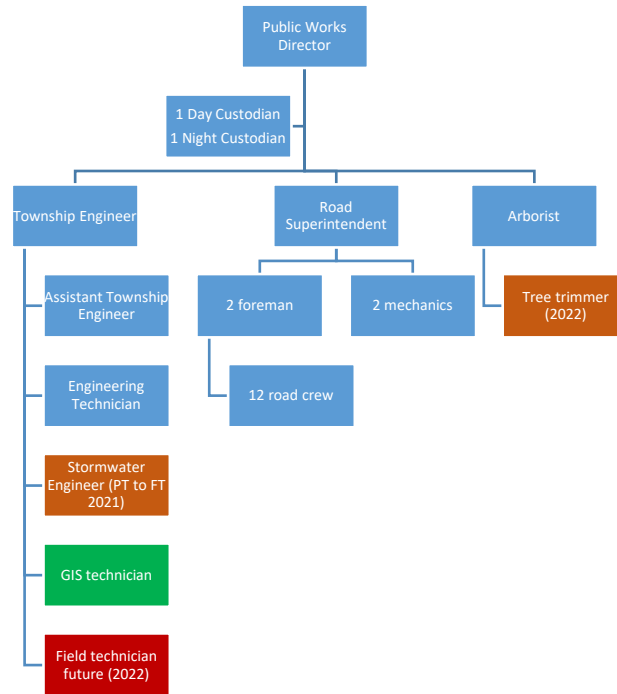 Public Works
Director
1 Day Custodian
1 Night Custodian
Township Engineer
Road
Superintendent
Arborist
Assistant Township
Engineer
2 foreman
2 mechanics
Tree trimmer
(2022)
Engineering
Technician
12 road crew
Stormwater
Engineer (PT to FT
2021)
GIS technician
Field technician
future (2022)